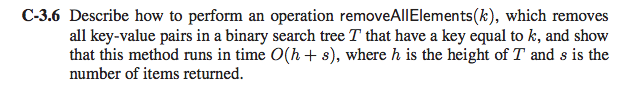 C-3.6 Describe how to perform an operation removeAllElements(k), which removes
all key-value pairs in a binary search tree T that have a key equal to k, and show
that this method runs in time O(h + s), where h is the height of T and s is the
number of items returned.